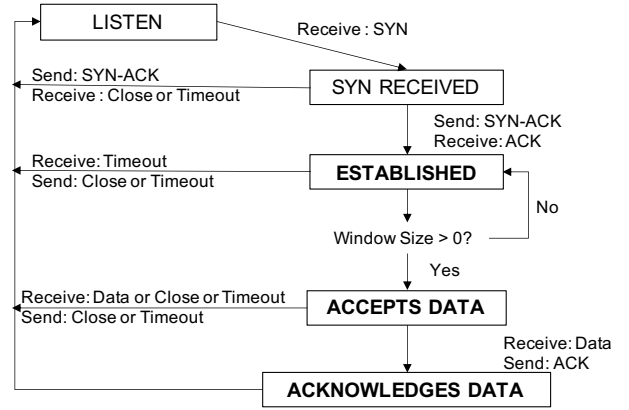 LISTEN
Receive : SYN
Send: SYN-ACK
Receive : Close or Timeout
SYN RECEIVED
Send: SYN-ACK
Receive: ACK
Receive: Timeout
Send: Close or Timeout
ESTABLISHED
No
Window Size > 0?
Yes
Receive: Data or Close or Timeout
Send: Close or Timeout
ACCEPTS DATA
Receive: Data
Send: ACK
ACKNOWLEDGES DATA